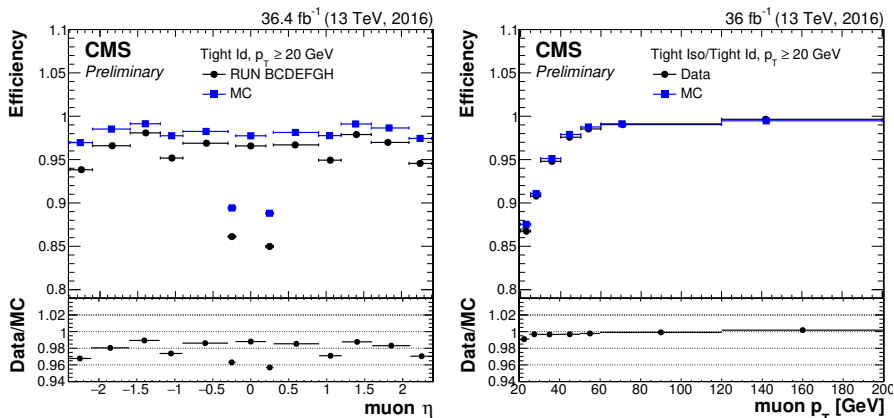 36.4 fb⁻¹ (13 TeV, 2016)
CMS
Preliminary
Tight Id, p_T ≥ 20 GeV
RUN BCDEFGH
MC
Efficiency
1.1
1.05
1
0.95
0.9
0.85
0.8
Data/MC
1.02
1
0.98
0.96
0.94
−2 −1.5 −1 −0.5 0 0.5 1 1.5 2
muon η
36 fb⁻¹ (13 TeV, 2016)
CMS
Preliminary
Tight Iso/Tight Id, p_T ≥ 20 GeV
Data
MC
Efficiency
1.1
1.05
1
0.95
0.9
0.85
0.8
Data/MC
1.02
1
0.98
0.96
0.94
20 40 60 80 100 120 140 160 180 200
muon p_T [GeV]